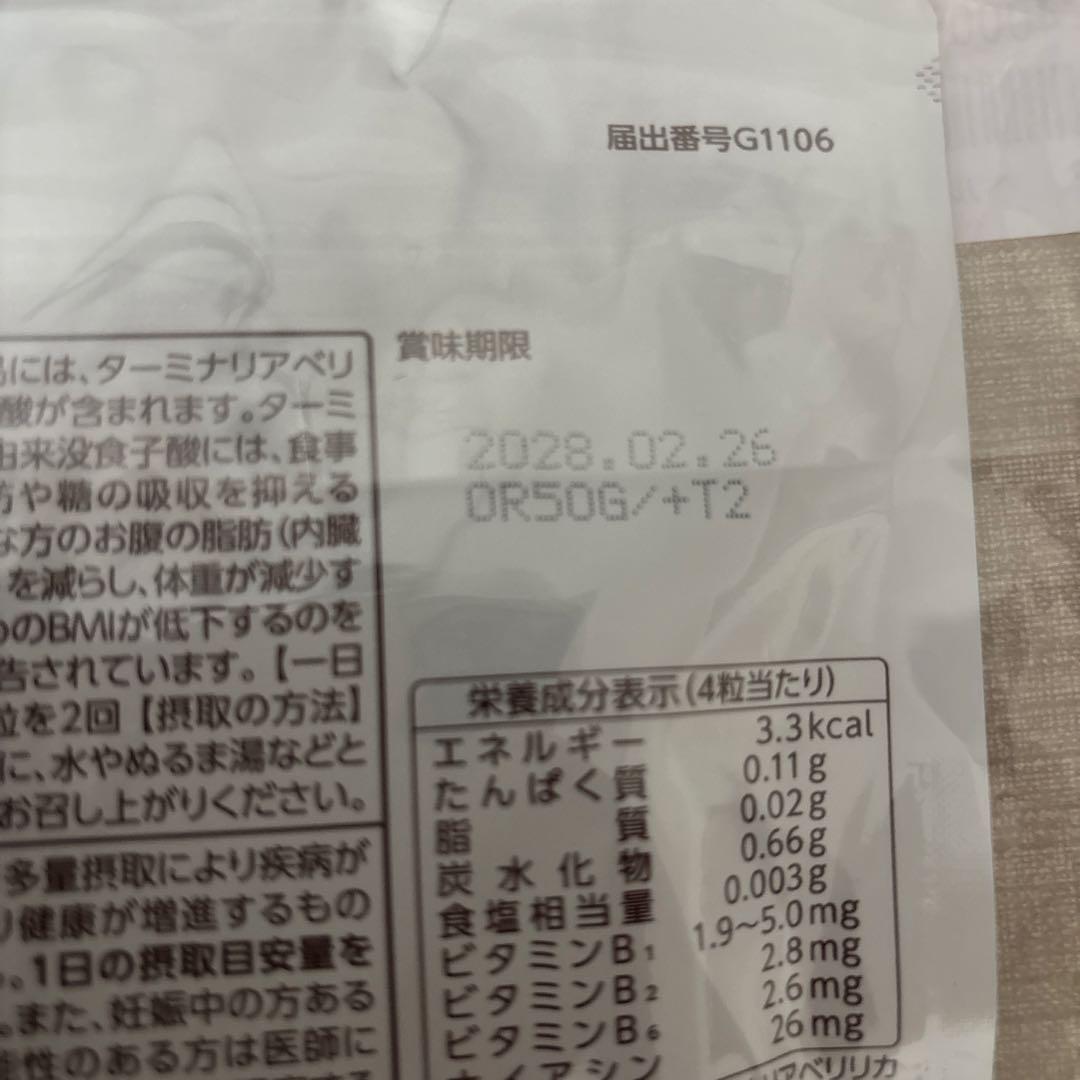 届出番号G1106
賞味期限
2028.02.26
0R50G/+T2
には、ターミナリアベリ
酸が含まれます。ターミ
由来没食子酸には、食事
や糖の吸収を抑える
な方のお腹の脂肪(内臓
を減らし、体重が減少す
のBMIが低下するのを
告されています。【一日
粒を2回【摂取の方法】
に、水やぬるま湯などと
お召し上がりください。
多量摂取により疾病が
健康が増進するもの
。1日の摂取目安量を
。また、妊娠中の方ある
性のある方は医師に
栄養成分表示(4粒当たり)
エネルギー 3.3kcal
たんぱく質 0.11g
脂質 0.02g
炭水化物 0.66g
食塩相当量 0.003g
ビタミンB1 1.9~5.0mg
ビタミンB2 2.8mg
ビタミンB6 2.6mg
ナイアシン 26mg
アベリリカ